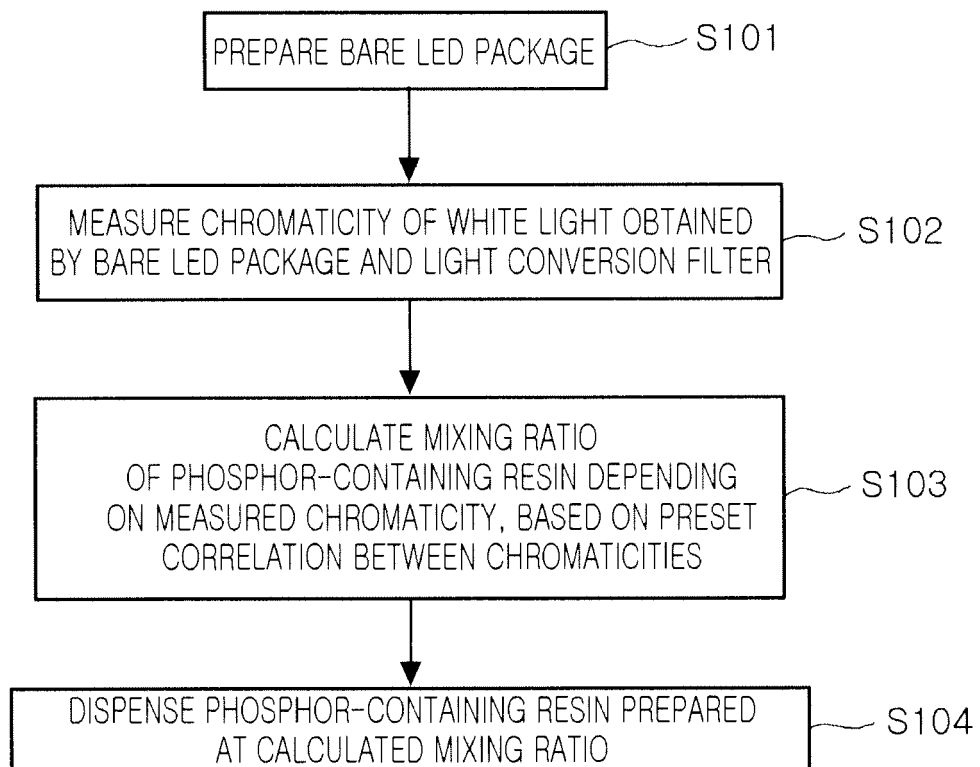 PREPARE BARE LED PACKAGE
S101
MEASURE CHROMATICITY OF WHITE LIGHT OBTAINED
BY BARE LED PACKAGE AND LIGHT CONVERSION FILTER
S102
CALCULATE MIXING RATIO
OF PHOSPHOR-CONTAINING RESIN DEPENDING
ON MEASURED CHROMATICITY, BASED ON PRESET
CORRELATION BETWEEN CHROMATICITIES
S103
DISPENSE PHOSPHOR-CONTAINING RESIN PREPARED
AT CALCULATED MIXING RATIO
S104